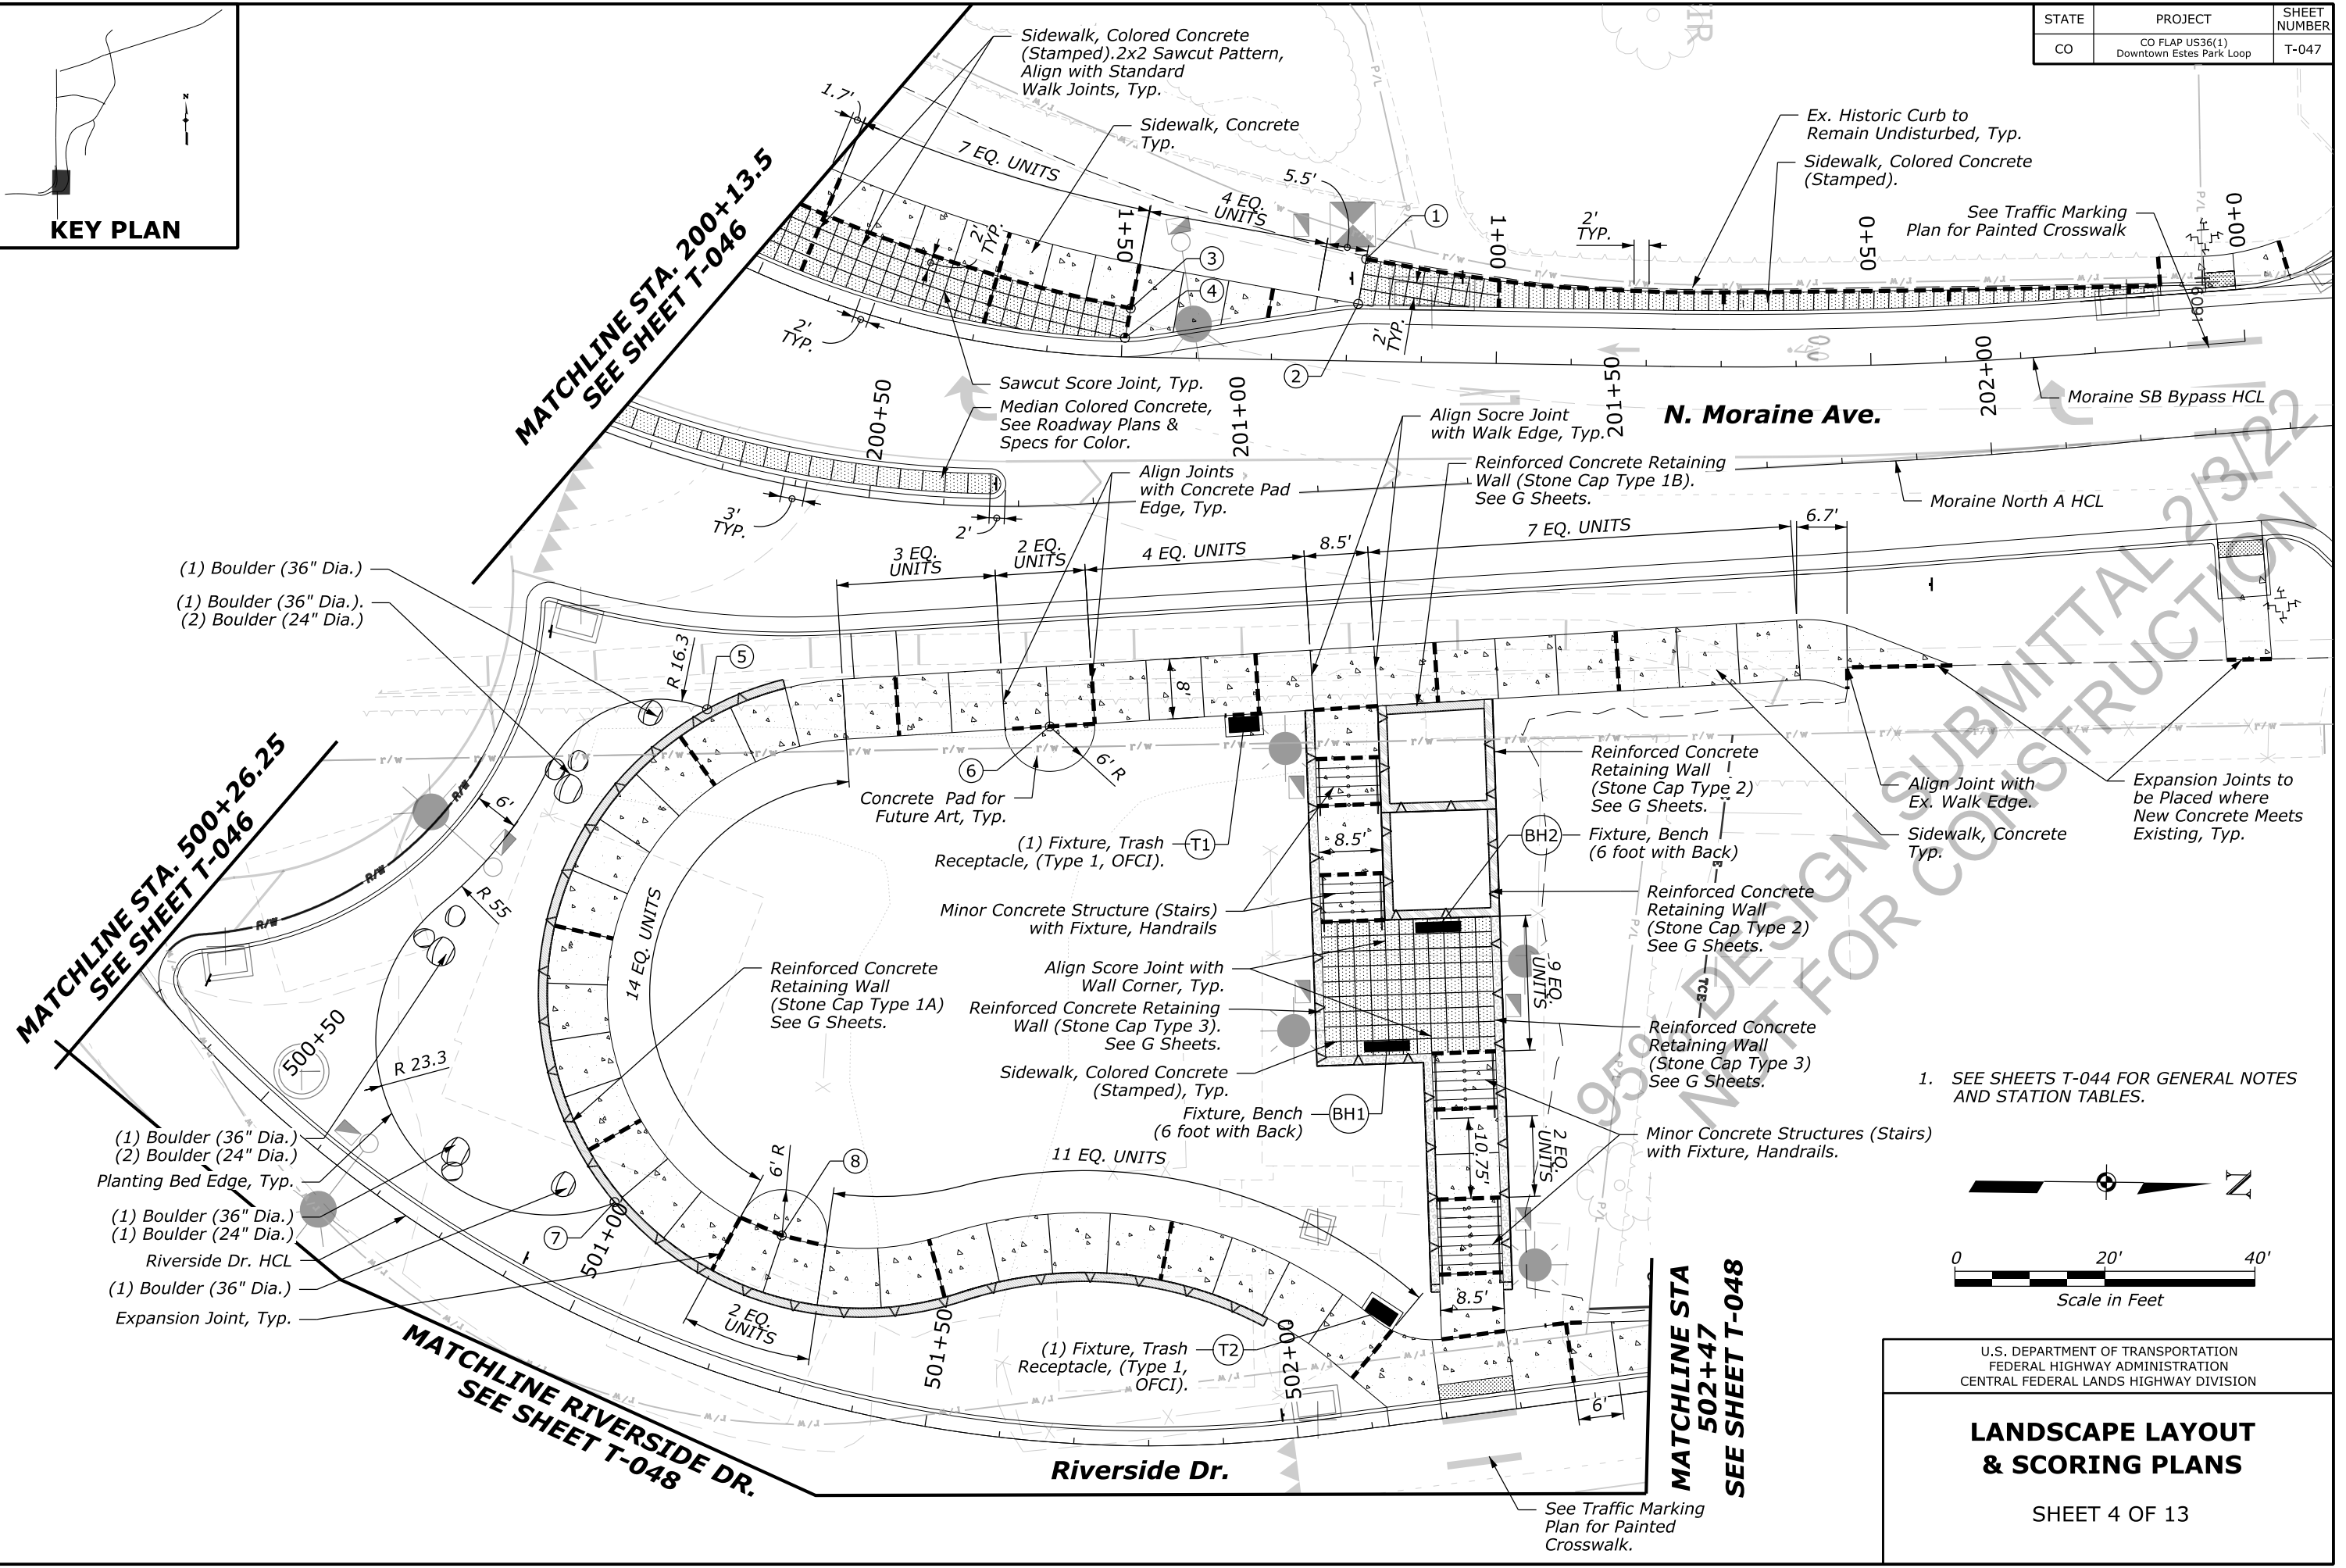 STATE
PROJECT
SHEET
NUMBER
CO
CO FLAP US36(1)
Downtown Estes Park Loop
T-047
N
KEY PLAN
Sidewalk, Colored Concrete
(Stamped).2x2 Sawcut Pattern,
Align with Standard
Walk Joints, Typ.
Sidewalk, Concrete
Typ.
1.7'
7 EQ. UNITS
4 EQ.
UNITS
5.5'
1
P/L
Ex. Historic Curb to
Remain Undisturbed, Typ.
Sidewalk, Colored Concrete
(Stamped).
See Traffic Marking
Plan for Painted Crosswalk
P/L
MATCHLINE STA. 200+13.5
SEE SHEET T-046
2'
TYP.
1+50
1+00
2'
TYP.
0+50
0+00
r/w
r/w
3
4
2'
TYP.
2'
TYP.
2
6091
Sawcut Score Joint, Typ.
Median Colored Concrete,
See Roadway Plans &
Specs for Color.
200+50
201+00
201+50
202+00
Align Socre Joint
with Walk Edge, Typ.
N. Moraine Ave.
Moraine SB Bypass HCL
Align Joints
with Concrete Pad
Edge, Typ.
Reinforced Concrete Retaining
Wall (Stone Cap Type 1B).
See G Sheets.
Moraine North A HCL
3'
TYP.
2'
3 EQ.
UNITS
2 EQ.
UNITS
4 EQ. UNITS
8.5'
7 EQ. UNITS
6.7'
(1) Boulder (36" Dia.)
(1) Boulder (36" Dia.).
(2) Boulder (24" Dia.)
R 16.3
5
8'
6
6' R
r/w
r/w
r/w
r/w
r/w
r/w
r/w
r/w
r/w
r/w
Concrete  Pad for
Future Art, Typ.
(1) Fixture, Trash
Receptacle, (Type 1, OFCI).
T1
Reinforced Concrete
Retaining Wall
(Stone Cap Type 2)
See G Sheets.
BH2
Fixture, Bench
(6 foot with Back)
Align Joint with
Ex. Walk Edge.
Sidewalk, Concrete
Typ.
Expansion Joints to
be Placed where
New Concrete Meets
Existing, Typ.
MATCHLINE STA. 500+26.25
SEE SHEET T-046
R/W
R/W
R/W
6'
R 55
8.5'
14 EQ. UNITS
Minor Concrete Structure (Stairs)
with Fixture, Handrails
Reinforced Concrete
Retaining Wall
(Stone Cap Type 2)
See G Sheets.
TCE
P/L
Reinforced Concrete
Retaining Wall
(Stone Cap Type 1A)
See G Sheets.
Align Score Joint with
Wall Corner, Typ.
Reinforced Concrete Retaining
Wall (Stone Cap Type 3).
See G Sheets.
9 EQ.
UNITS
Reinforced Concrete
Retaining Wall
(Stone Cap Type 3)
See G Sheets.
500+50
R 23.3
Sidewalk, Colored Concrete
(Stamped), Typ.
Fixture, Bench
(6 foot with Back)
BH1
1.   SEE SHEETS T-044 FOR GENERAL NOTES
AND STATION TABLES.
(1) Boulder (36" Dia.)
(2) Boulder (24" Dia.)
Planting Bed Edge, Typ.
(1) Boulder (36" Dia.)
(1) Boulder (24" Dia.)
Riverside Dr. HCL
(1) Boulder (36" Dia.)
Expansion Joint, Typ.
7
501+00
6' R
8
11 EQ. UNITS
10.75'
2 EQ.
UNITS
Minor Concrete Structures (Stairs)
with Fixture, Handrails.
P/L
N
0
20'
40'
Scale in Feet
2 EQ.
UNITS
501+50
502+00
8.5'
6'
(1) Fixture, Trash
Receptacle, (Type 1,
OFCI).
T2
MATCHLINE RIVERSIDE DR.
SEE SHEET T-048
Riverside Dr.
MATCHLINE STA
502+47
SEE SHEET T-048
See Traffic Marking
Plan for Painted
Crosswalk.
95% DESIGN SUBMITTAL 2/3/22
NOT FOR CONSTRUCTION
U.S. DEPARTMENT OF TRANSPORTATION
FEDERAL HIGHWAY ADMINISTRATION
CENTRAL FEDERAL LANDS HIGHWAY DIVISION
LANDSCAPE LAYOUT
& SCORING PLANS
SHEET 4 OF 13